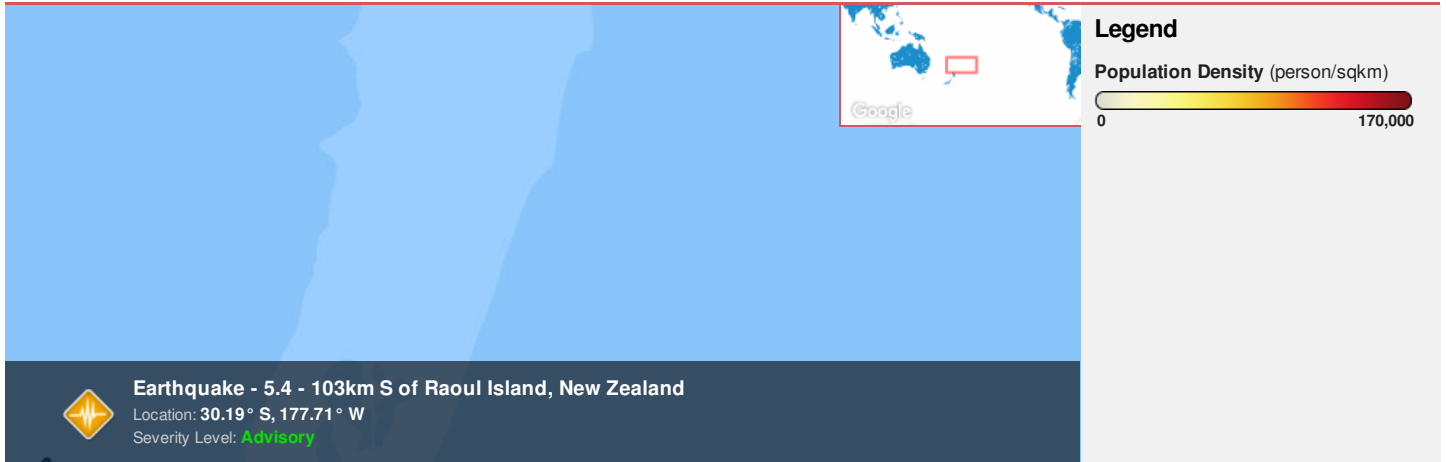 Google
Legend
Population Density (person/sqkm)
0 170,000
Earthquake - 5.4 - 103km S of Raoul Island, New Zealand
Location: 30.19° S, 177.71° W
Severity Level: Advisory